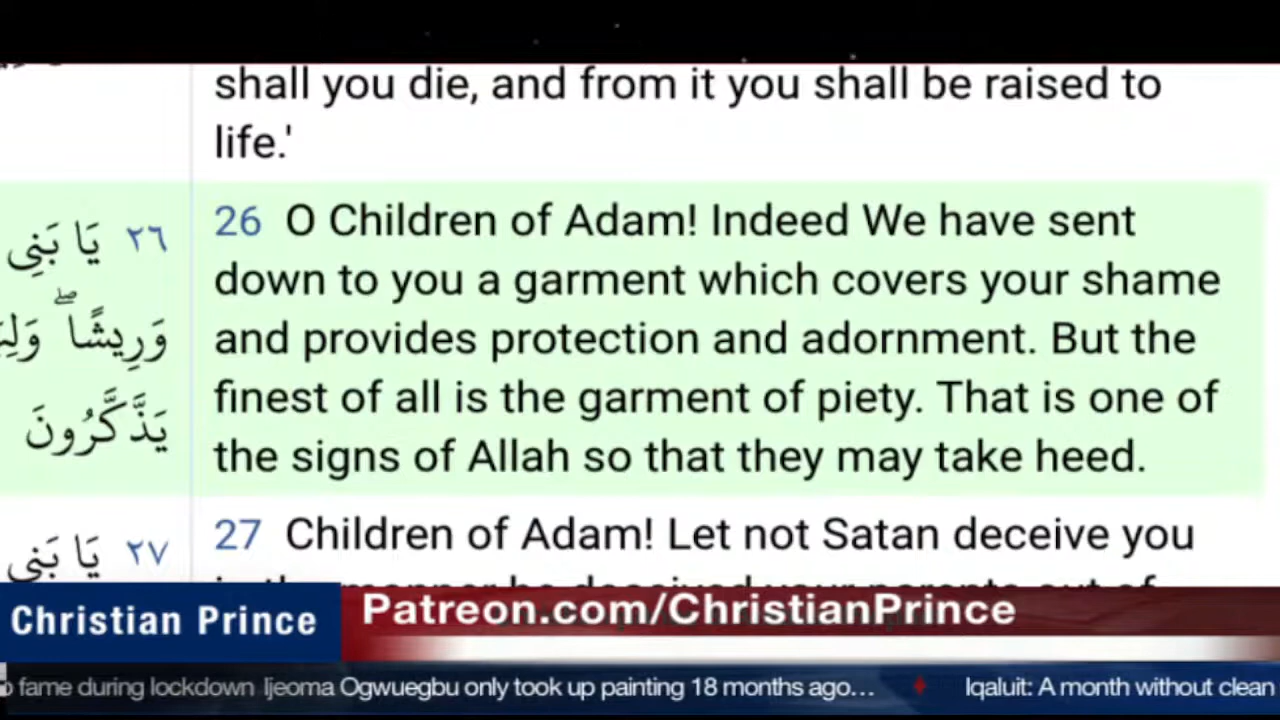 shall you die, and from it you shall be raised to
life.'
٢٦ يَا بَنِي
وَرِيشًا ۖ
يَذَّكَّرُونَ
26 O Children of Adam! Indeed We have sent
down to you a garment which covers your shame
and provides protection and adornment. But the
finest of all is the garment of piety. That is one of
the signs of Allah so that they may take heed.
٢٧ يَا بَنِي
27 Children of Adam! Let not Satan deceive you
Christian Prince
Patreon.com/ChristianPrince
fame during lockdown Ijeoma Ogwuegbu only took up painting 18 months ago… ♦ Iqaluit: A month without clean